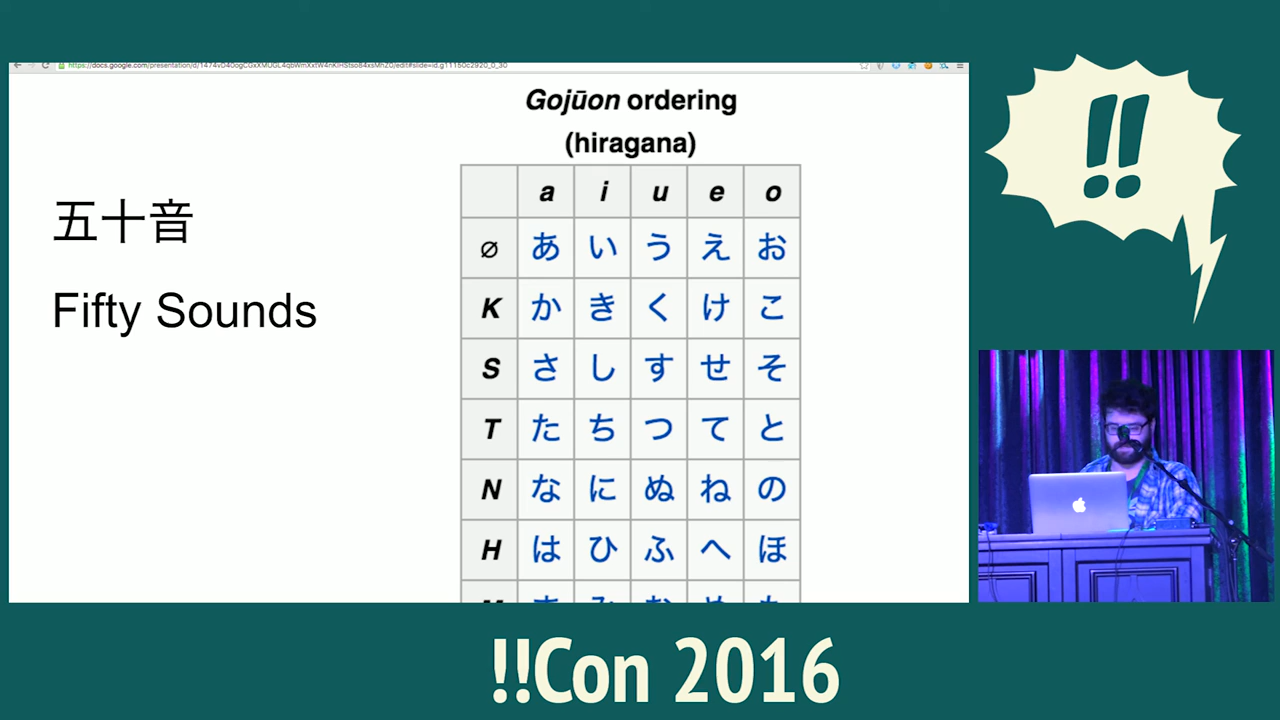 Gojūon ordering
(hiragana)
五十音
Fifty Sounds
a i u e o
∅ あ い う え お
K か き く け こ
S さ し す せ そ
T た ち つ て と
N な に ぬ ね の
H は ひ ふ へ ほ
!!
!!Con 2016